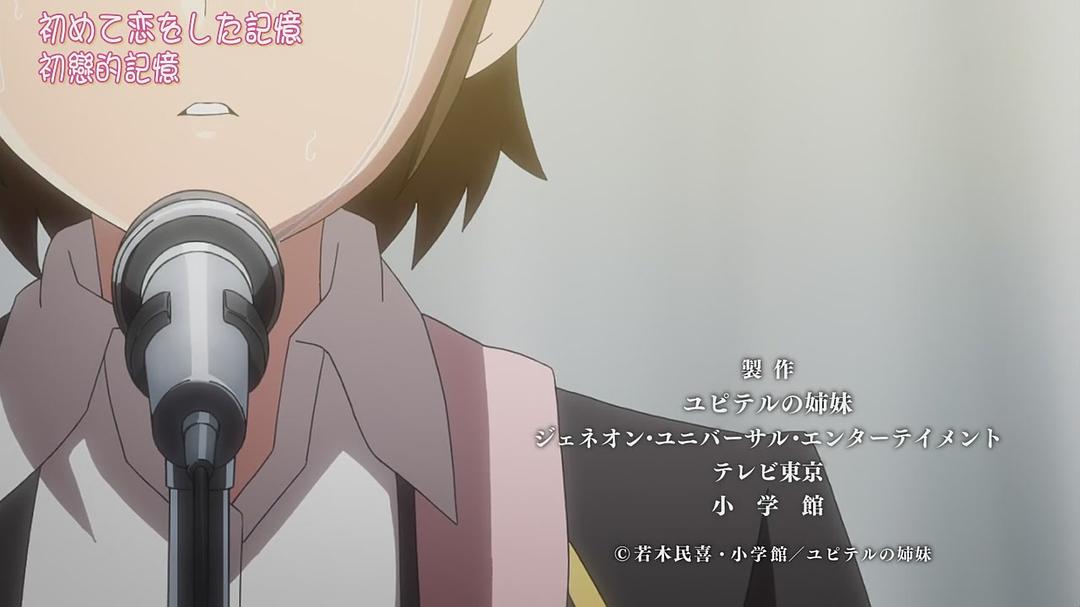 初めて恋をした記憶
初戀的記憶
製作
ユピテルの姉妹
ジェネオン・ユニバーサル・エンターテイメント
テレビ東京
小学館
©若木民喜・小学館／ユピテルの姉妹